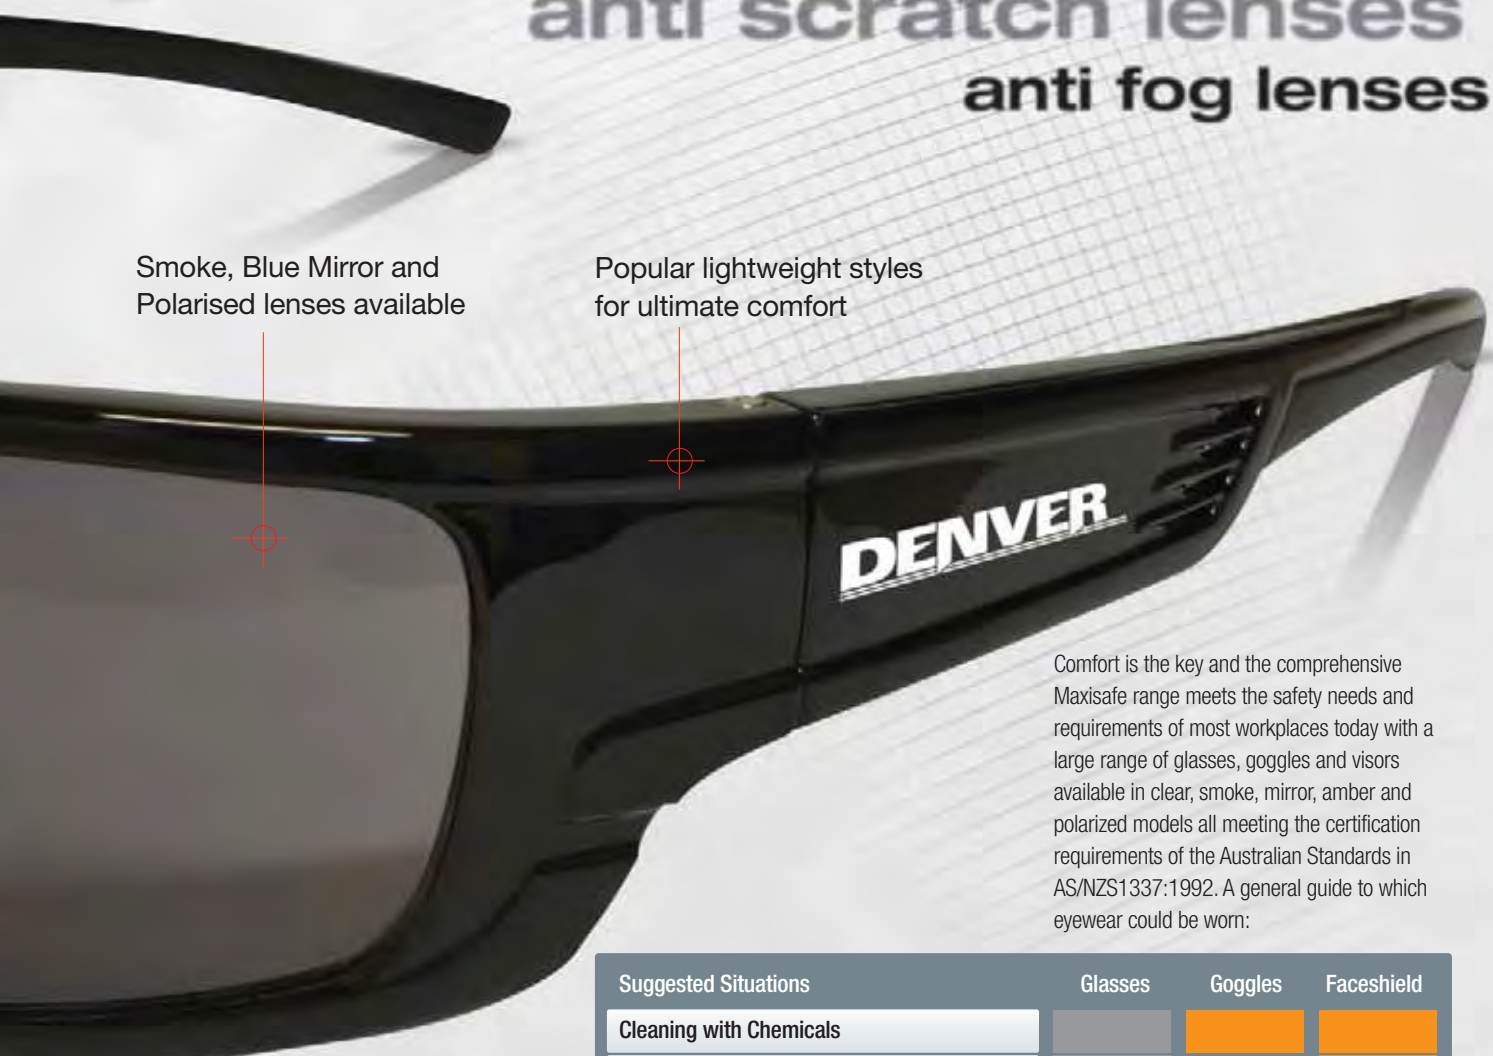 anti scratch lenses
anti fog lenses
Smoke, Blue Mirror and
Polarised lenses available
Popular lightweight styles
for ultimate comfort
DENVER
Comfort is the key and the comprehensive
Maxisafe range meets the safety needs and
requirements of most workplaces today with a
large range of glasses, goggles and visors
available in clear, smoke, mirror, amber and
polarized models all meeting the certification
requirements of the Australian Standards in
AS/NZS1337:1992. A general guide to which
eyewear could be worn:
Suggested Situations Glasses Goggles Faceshield
Cleaning with Chemicals